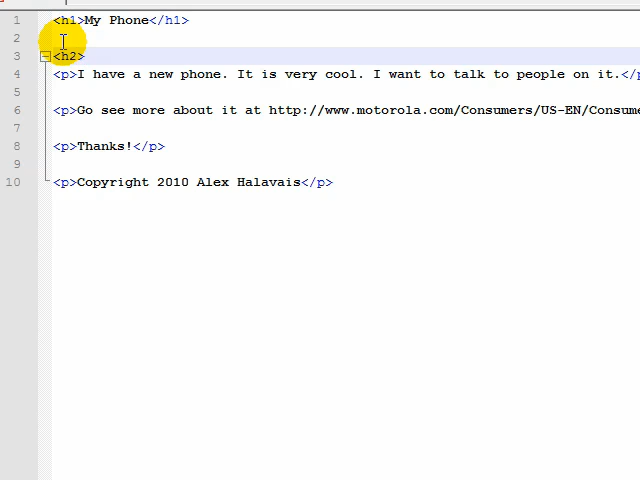 1 <h1>My Phone</h1>
2
3 <h2>
4 <p>I have a new phone. It is very cool. I want to talk to people on it.</p
5
6 <p>Go see more about it at http://www.motorola.com/Consumers/US-EN/Consume
7
8 <p>Thanks!</p>
9
10 <p>Copyright 2010 Alex Halavais</p>